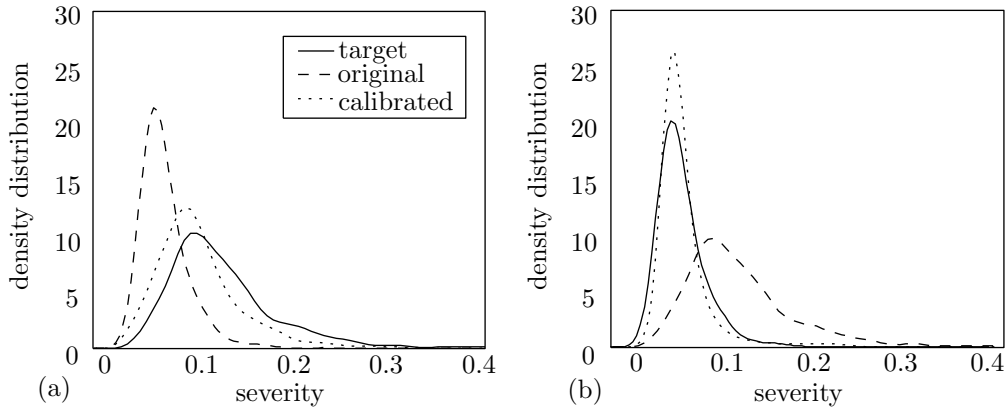 30
25
20
15
10
5
0
density distribution
target
original
calibrated
0 0.1 0.2 0.3 0.4
severity
(a)
30
25
20
15
10
5
0
density distribution
0 0.1 0.2 0.3 0.4
severity
(b)